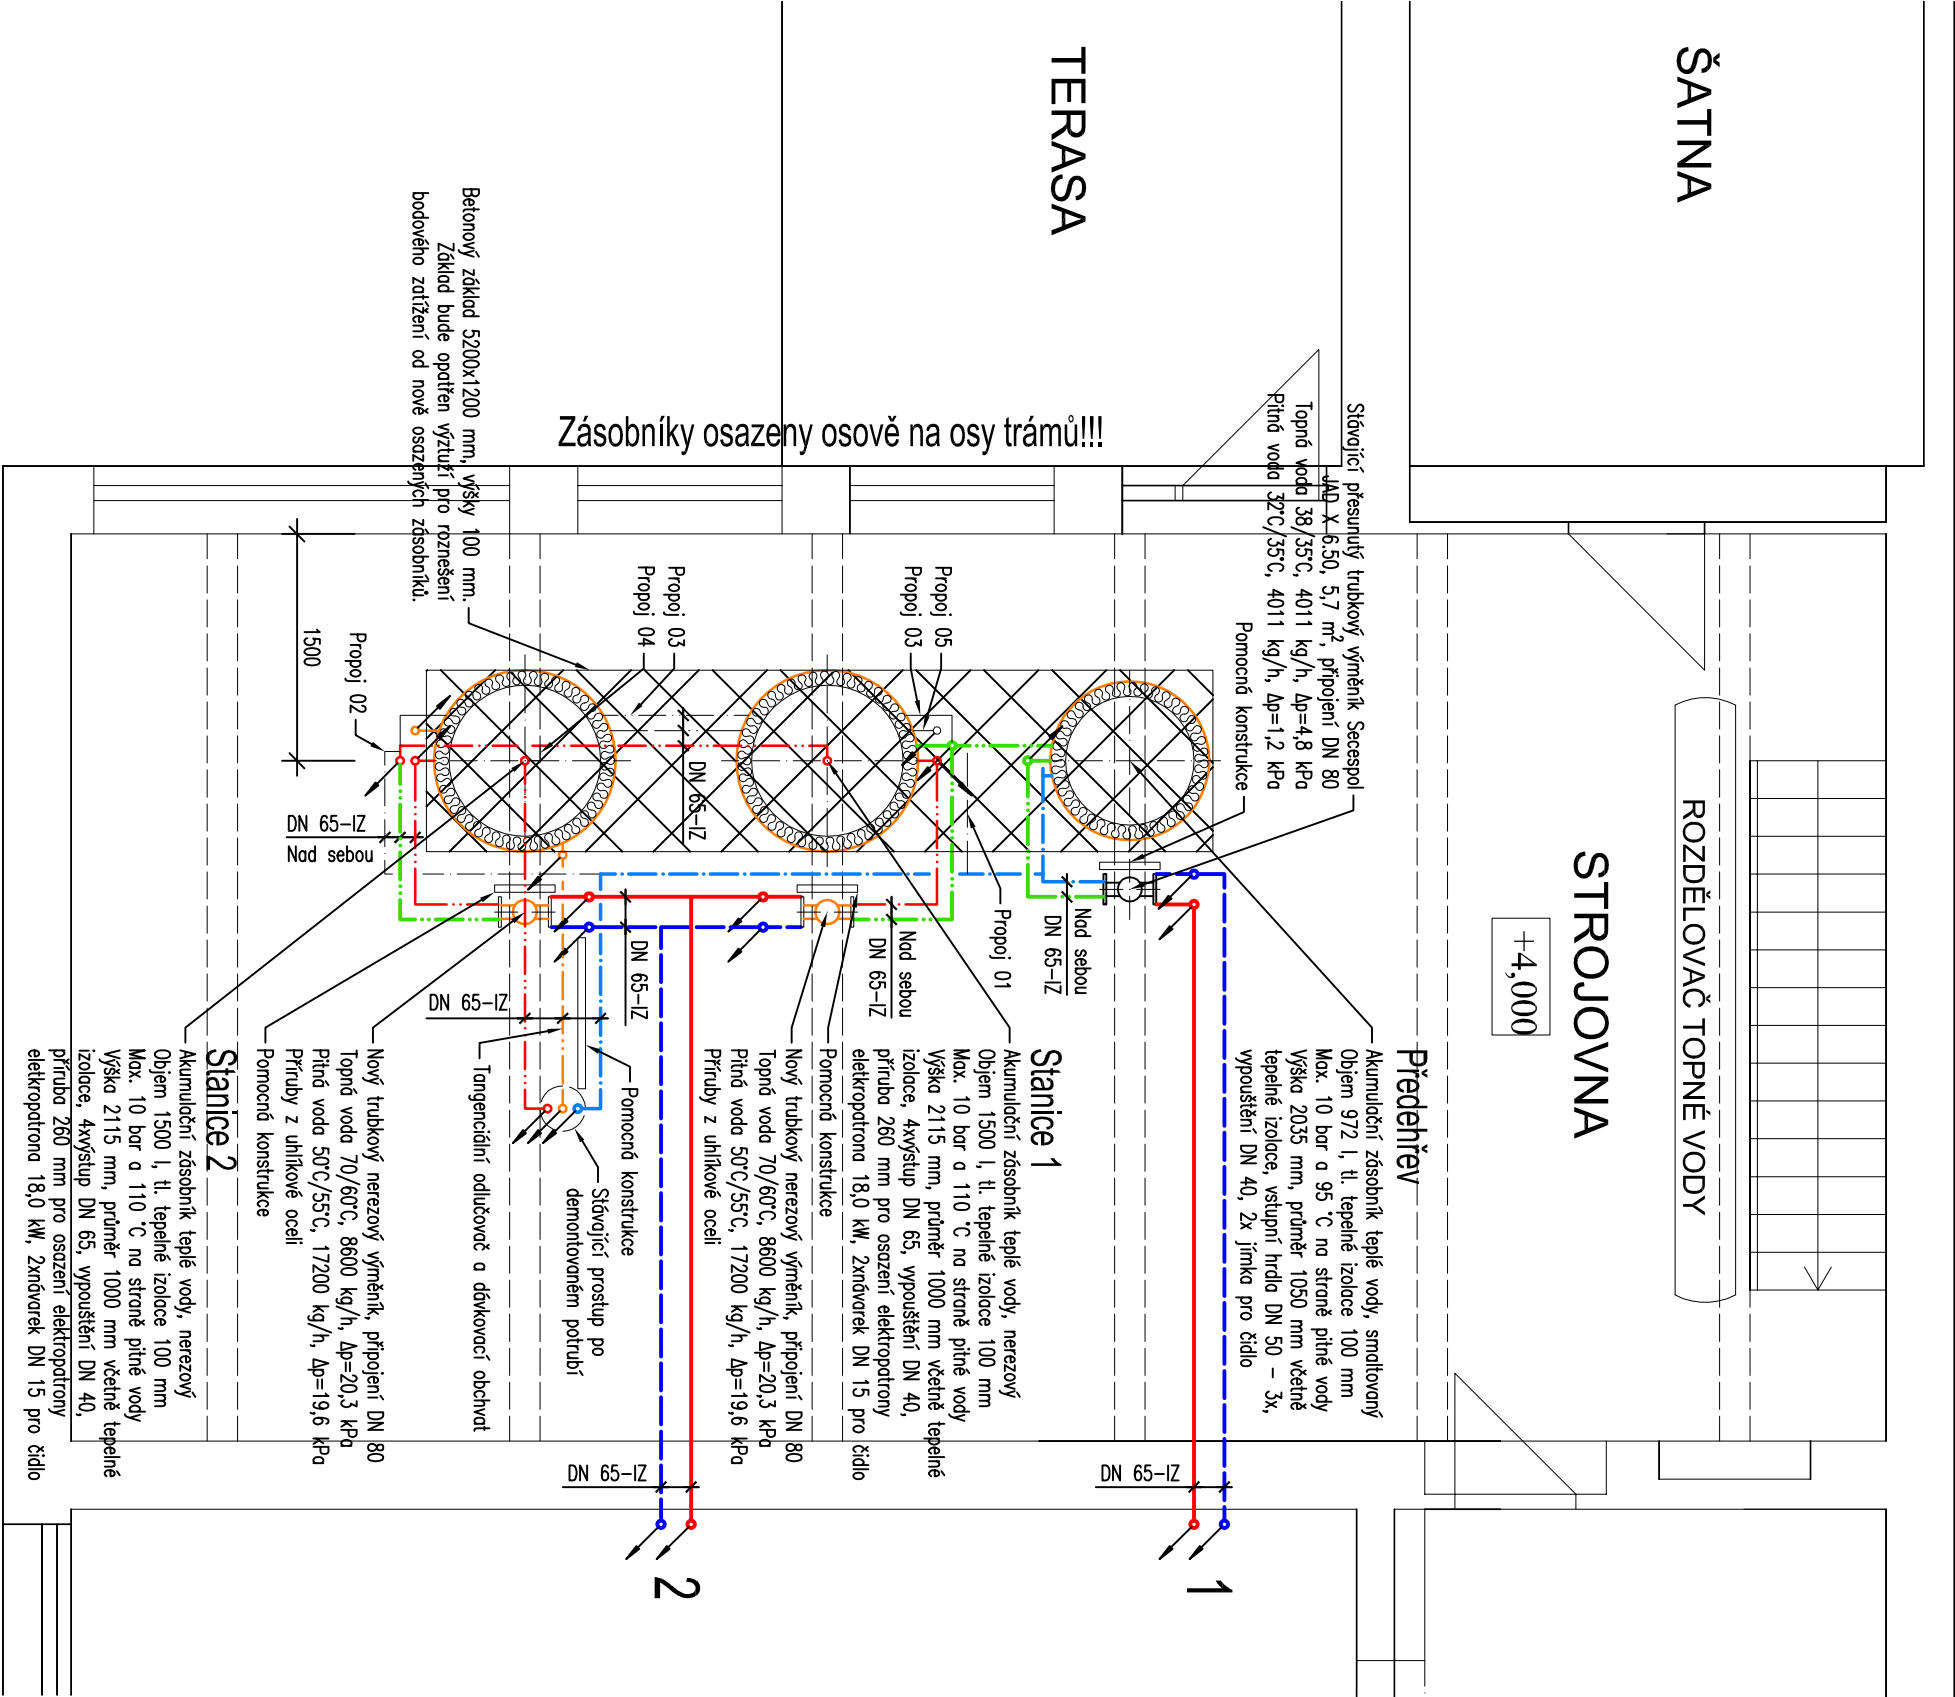 ŠATNA
TERASA
Zásobníky osazeny osově na osy trámů!!!
Betonový základ 5200x1200 mm, výšky 100 mm.
Základ bude opatřen výztuží pro roznešení
bodového zatížení od nově osazených zásobníků.
Stávající přesunutý trubkový výměník Secespol
JAD X 6.50, 5,7 m², připojení DN 80
Topná voda 38/35°C, 4011 kg/h, Δp=4,8 kPa
Pitná voda 32°C/35°C, 4011 kg/h, Δp=1,2 kPa
Pomocná konstrukce
Propoj 05
Propoj 03
Propoj 03
Propoj 04
Propoj 02
1500
DN 65-IZ
DN 65-IZ
Nad sebou
ROZDĚLOVAČ TOPNÉ VODY
STROJOVNA
+4,000
Nad sebou
DN 65-IZ
Propoj 01
Nad sebou
DN 65-IZ
DN 65-IZ
DN 65-IZ
Předehřev
Akumulační zásobník teplé vody, smaltovaný
Objem 972 l, tl. tepelné izolace 100 mm
Max. 10 bar a 95 °C na straně pitné vody
Výška 2035 mm, průměr 1050 mm včetně
tepelné izolace, vstupní hrdla DN 50 - 3x,
vypouštění DN 40, 2x jímka pro čidlo
Stanice 1
Akumulační zásobník teplé vody, nerezový
Objem 1500 l, tl. tepelné izolace 100 mm
Max. 10 bar a 110 °C na straně pitné vody
Výška 2115 mm, průměr 1000 mm včetně tepelné
izolace, 4xvýstup DN 65, vypouštění DN 40,
příruba 260 mm pro osazení elektropatrony
eletkropatrona 18,0 kW, 2xnávarek DN 15 pro čidlo
Pomocná konstrukce
Nový trubkový nerezový výměník, připojení DN 80
Topná voda 70/60°C, 8600 kg/h, Δp=20,3 kPa
Pitná voda 50°C/55°C, 17200 kg/h, Δp=19,6 kPa
Příruby z uhlíkové oceli
Pomocná konstrukce
Stávající prostup po
demontovaném potrubí
Tangenciální odlučovač a dávkovací obchvat
Nový trubkový nerezový výměník, připojení DN 80
Topná voda 70/60°C, 8600 kg/h, Δp=20,3 kPa
Pitná voda 50°C/55°C, 17200 kg/h, Δp=19,6 kPa
Příruby z uhlíkové oceli
Pomocná konstrukce
Stanice 2
Akumulační zásobník teplé vody, nerezový
Objem 1500 l, tl. tepelné izolace 100 mm
Max. 10 bar a 110 °C na straně pitné vody
Výška 2115 mm, průměr 1000 mm včetně tepelné
izolace, 4xvýstup DN 65, vypouštění DN 40,
příruba 260 mm pro osazení elektropatrony
eletkropatrona 18,0 kW, 2xnávarek DN 15 pro čidlo
DN 65-IZ
DN 65-IZ
1
2